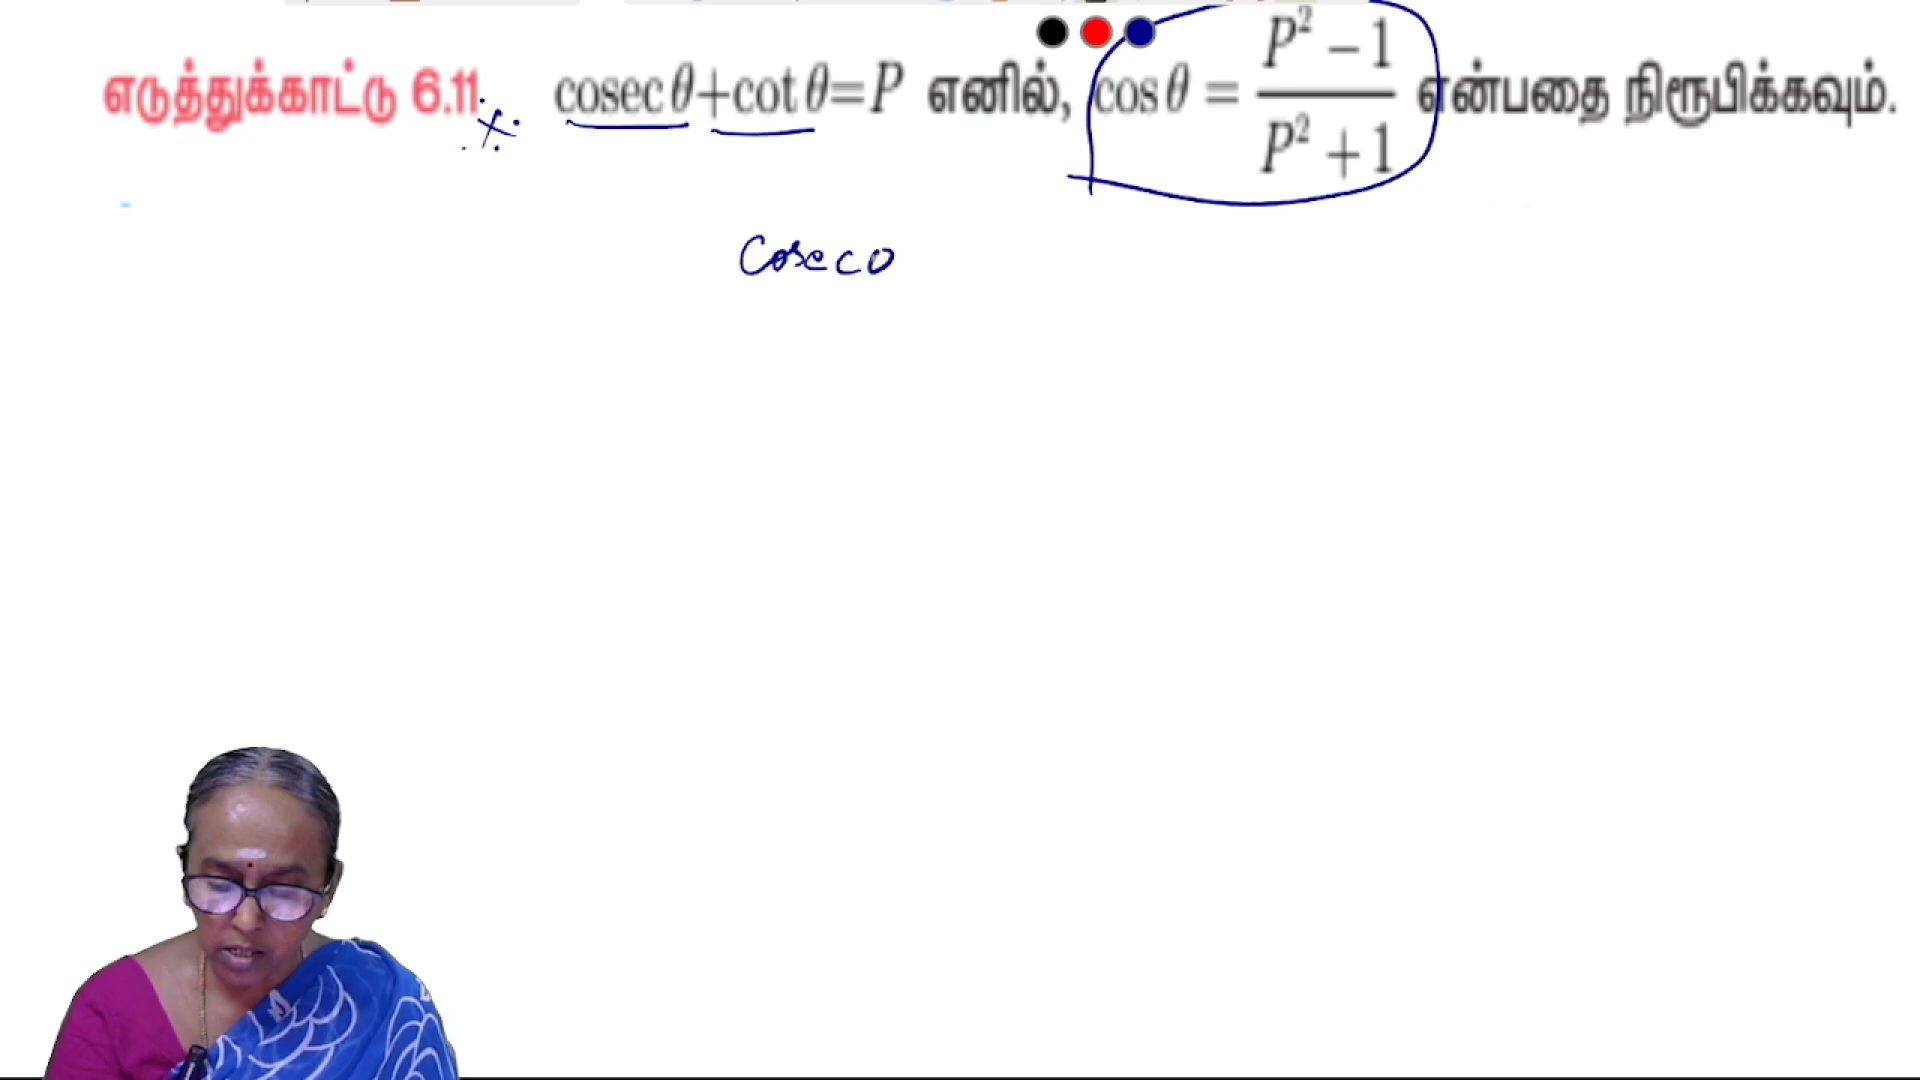 எடுத்துக்காட்டு 6.11 cosec θ+cot θ=P எனில், cos θ = (P² − 1)/(P² + 1) என்பதை நிரூபிக்கவும்.
Cosec θ